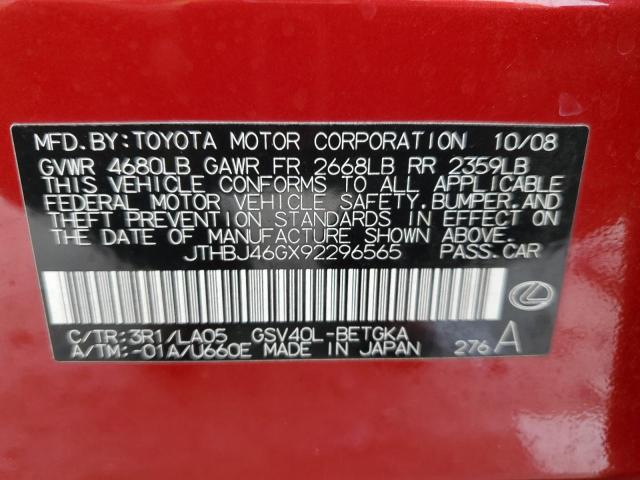 MFD.BY:TOYOTA MOTOR CORPORATION 10/08
GVWR 4680LB GAWR FR 2668LB RR 2359LB
THIS VEHICLE CONFORMS TO ALL APPLICABLE
FEDERAL MOTOR VEHICLE SAFETY,BUMPER,AND
THEFT PREVENTION STANDARDS IN EFFECT ON
THE DATE OF MANUFACTURE SHOWN ABOVE.
JTHBJ46GX92296565 PASS.CAR
C/TR:3R1/LA05 GSV40L-BETGKA
A/TM:-01A/U660E MADE IN JAPAN 276 A